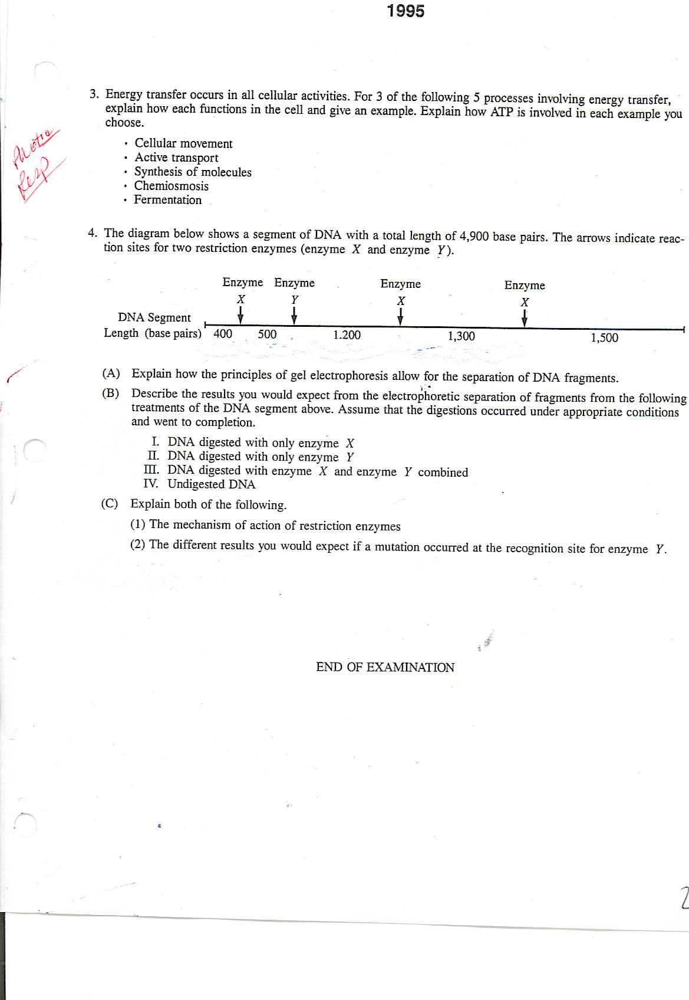 1995
3. Energy transfer occurs in all cellular activities. For 3 of the following 5 processes involving energy transfer,
explain how each functions in the cell and give an example. Explain how ATP is involved in each example you
choose.
Photo
Resp
· Cellular movement
· Active transport
· Synthesis of molecules
· Chemiosmosis
· Fermentation
4. The diagram below shows a segment of DNA with a total length of 4,900 base pairs. The arrows indicate reac-
tion sites for two restriction enzymes (enzyme X and enzyme Y).
Enzyme Enzyme Enzyme Enzyme
X Y X X
DNA Segment
Length (base pairs) 400 500 1.200 1,300 1,500
(A) Explain how the principles of gel electrophoresis allow for the separation of DNA fragments.
(B) Describe the results you would expect from the electrophoretic separation of fragments from the following
treatments of the DNA segment above. Assume that the digestions occurred under appropriate conditions
and went to completion.
I. DNA digested with only enzyme X
II. DNA digested with only enzyme Y
III. DNA digested with enzyme X and enzyme Y combined
IV. Undigested DNA
(C) Explain both of the following.
(1) The mechanism of action of restriction enzymes
(2) The different results you would expect if a mutation occurred at the recognition site for enzyme Y.
END OF EXAMINATION
2